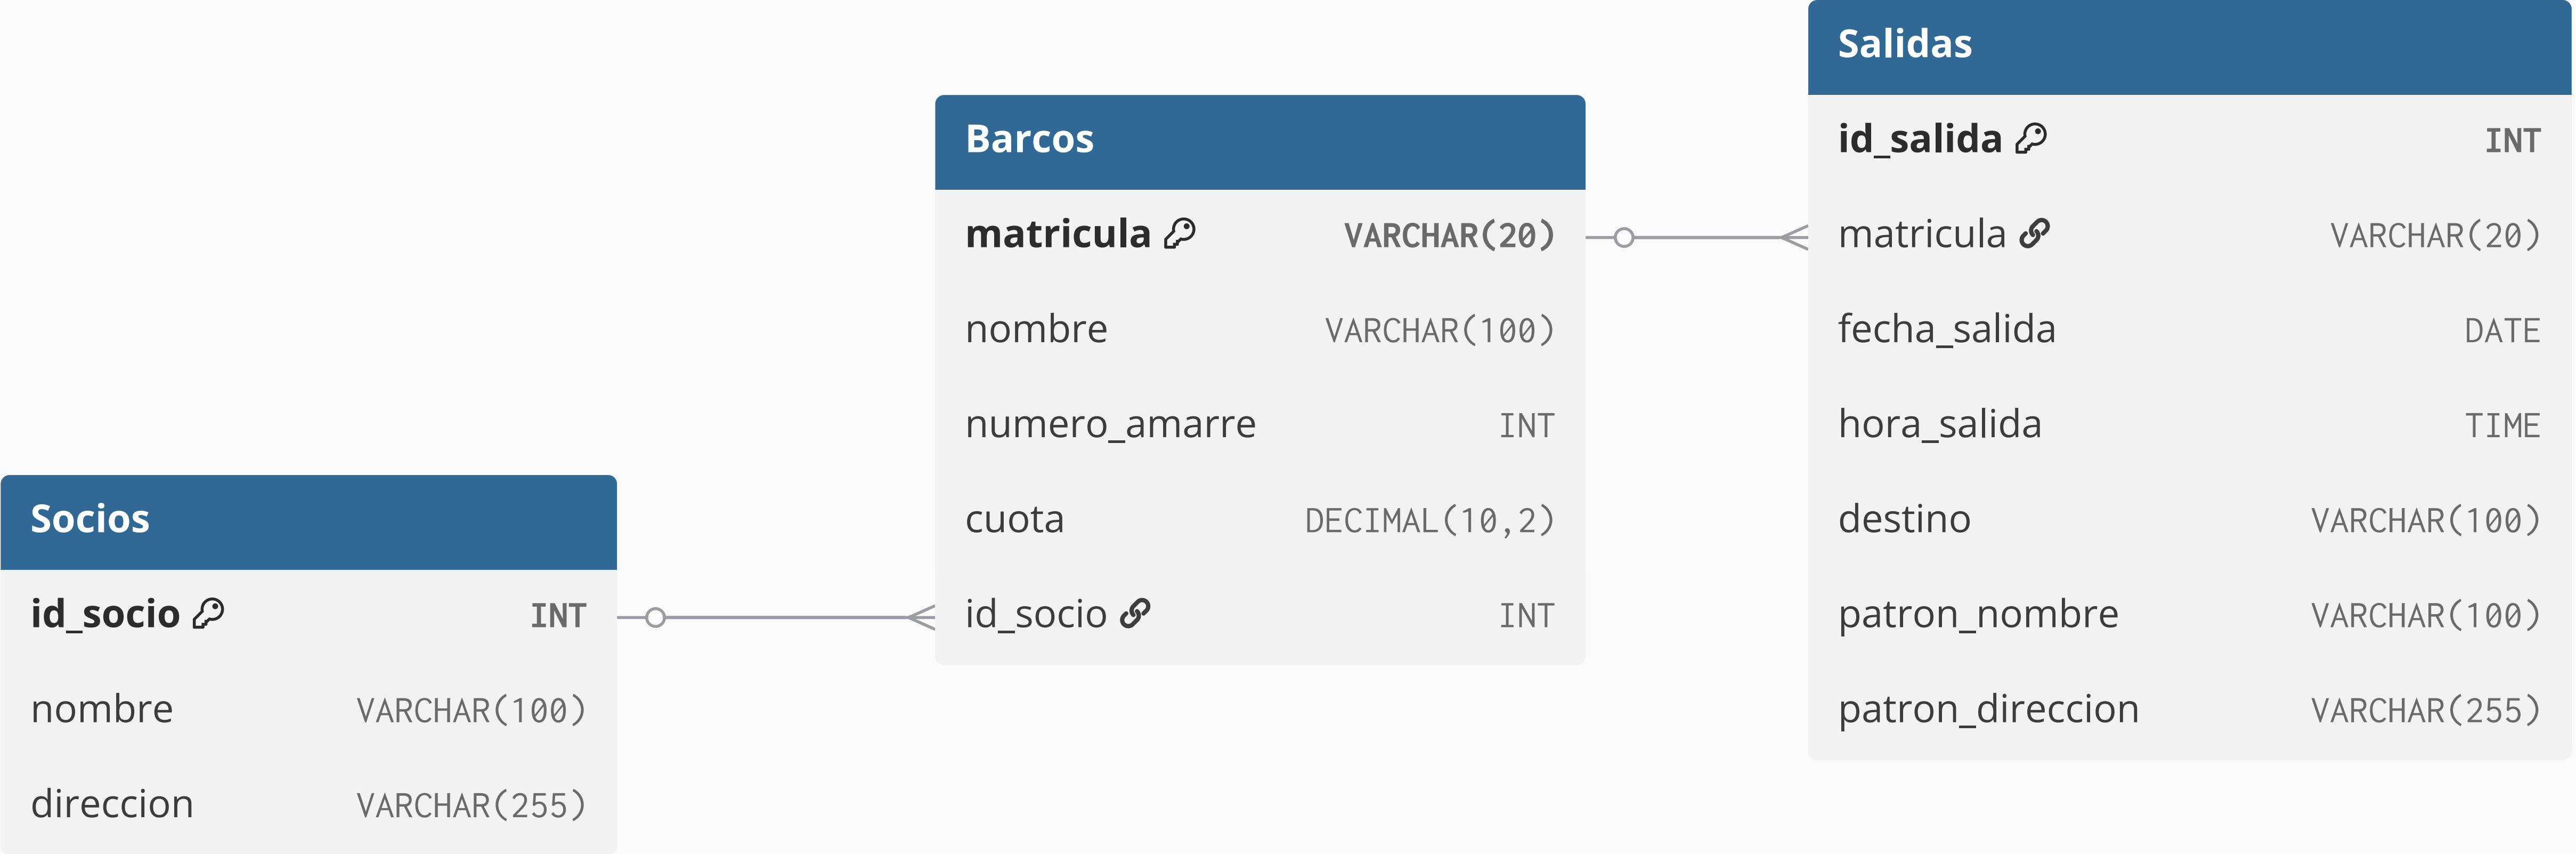 Socios
id_socio INT
nombre VARCHAR(100)
direccion VARCHAR(255)
Barcos
matricula VARCHAR(20)
nombre VARCHAR(100)
numero_amarre INT
cuota DECIMAL(10,2)
id_socio INT
Salidas
id_salida INT
matricula VARCHAR(20)
fecha_salida DATE
hora_salida TIME
destino VARCHAR(100)
patron_nombre VARCHAR(100)
patron_direccion VARCHAR(255)